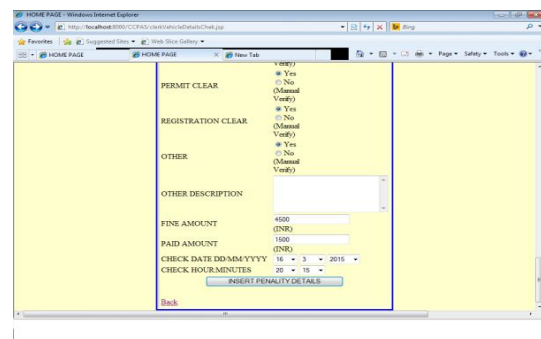 HOME PAGE - Windows Internet Explorer
http://localhost:8000/CCPAS/clerkVehicleDetailsChek.jsp
Bing
Favorites Suggested Sites Web Slice Gallery
HOME PAGE HOME PAGE New Tab Page Safety Tools
Verify)
Yes
PERMIT CLEAR No
(Manual
Verify)
Yes
REGISTRATION CLEAR No
(Manual
Verify)
Yes
OTHER No
(Manual
Verify)
OTHER DESCRIPTION
FINE AMOUNT 4500
(INR)
PAID AMOUNT 1500
(INR)
CHECK DATE DD/MM/YYYY 16 3 2015
CHECK HOUR:MINUTES 20 15
INSERT PENALITY DETAILS
Back